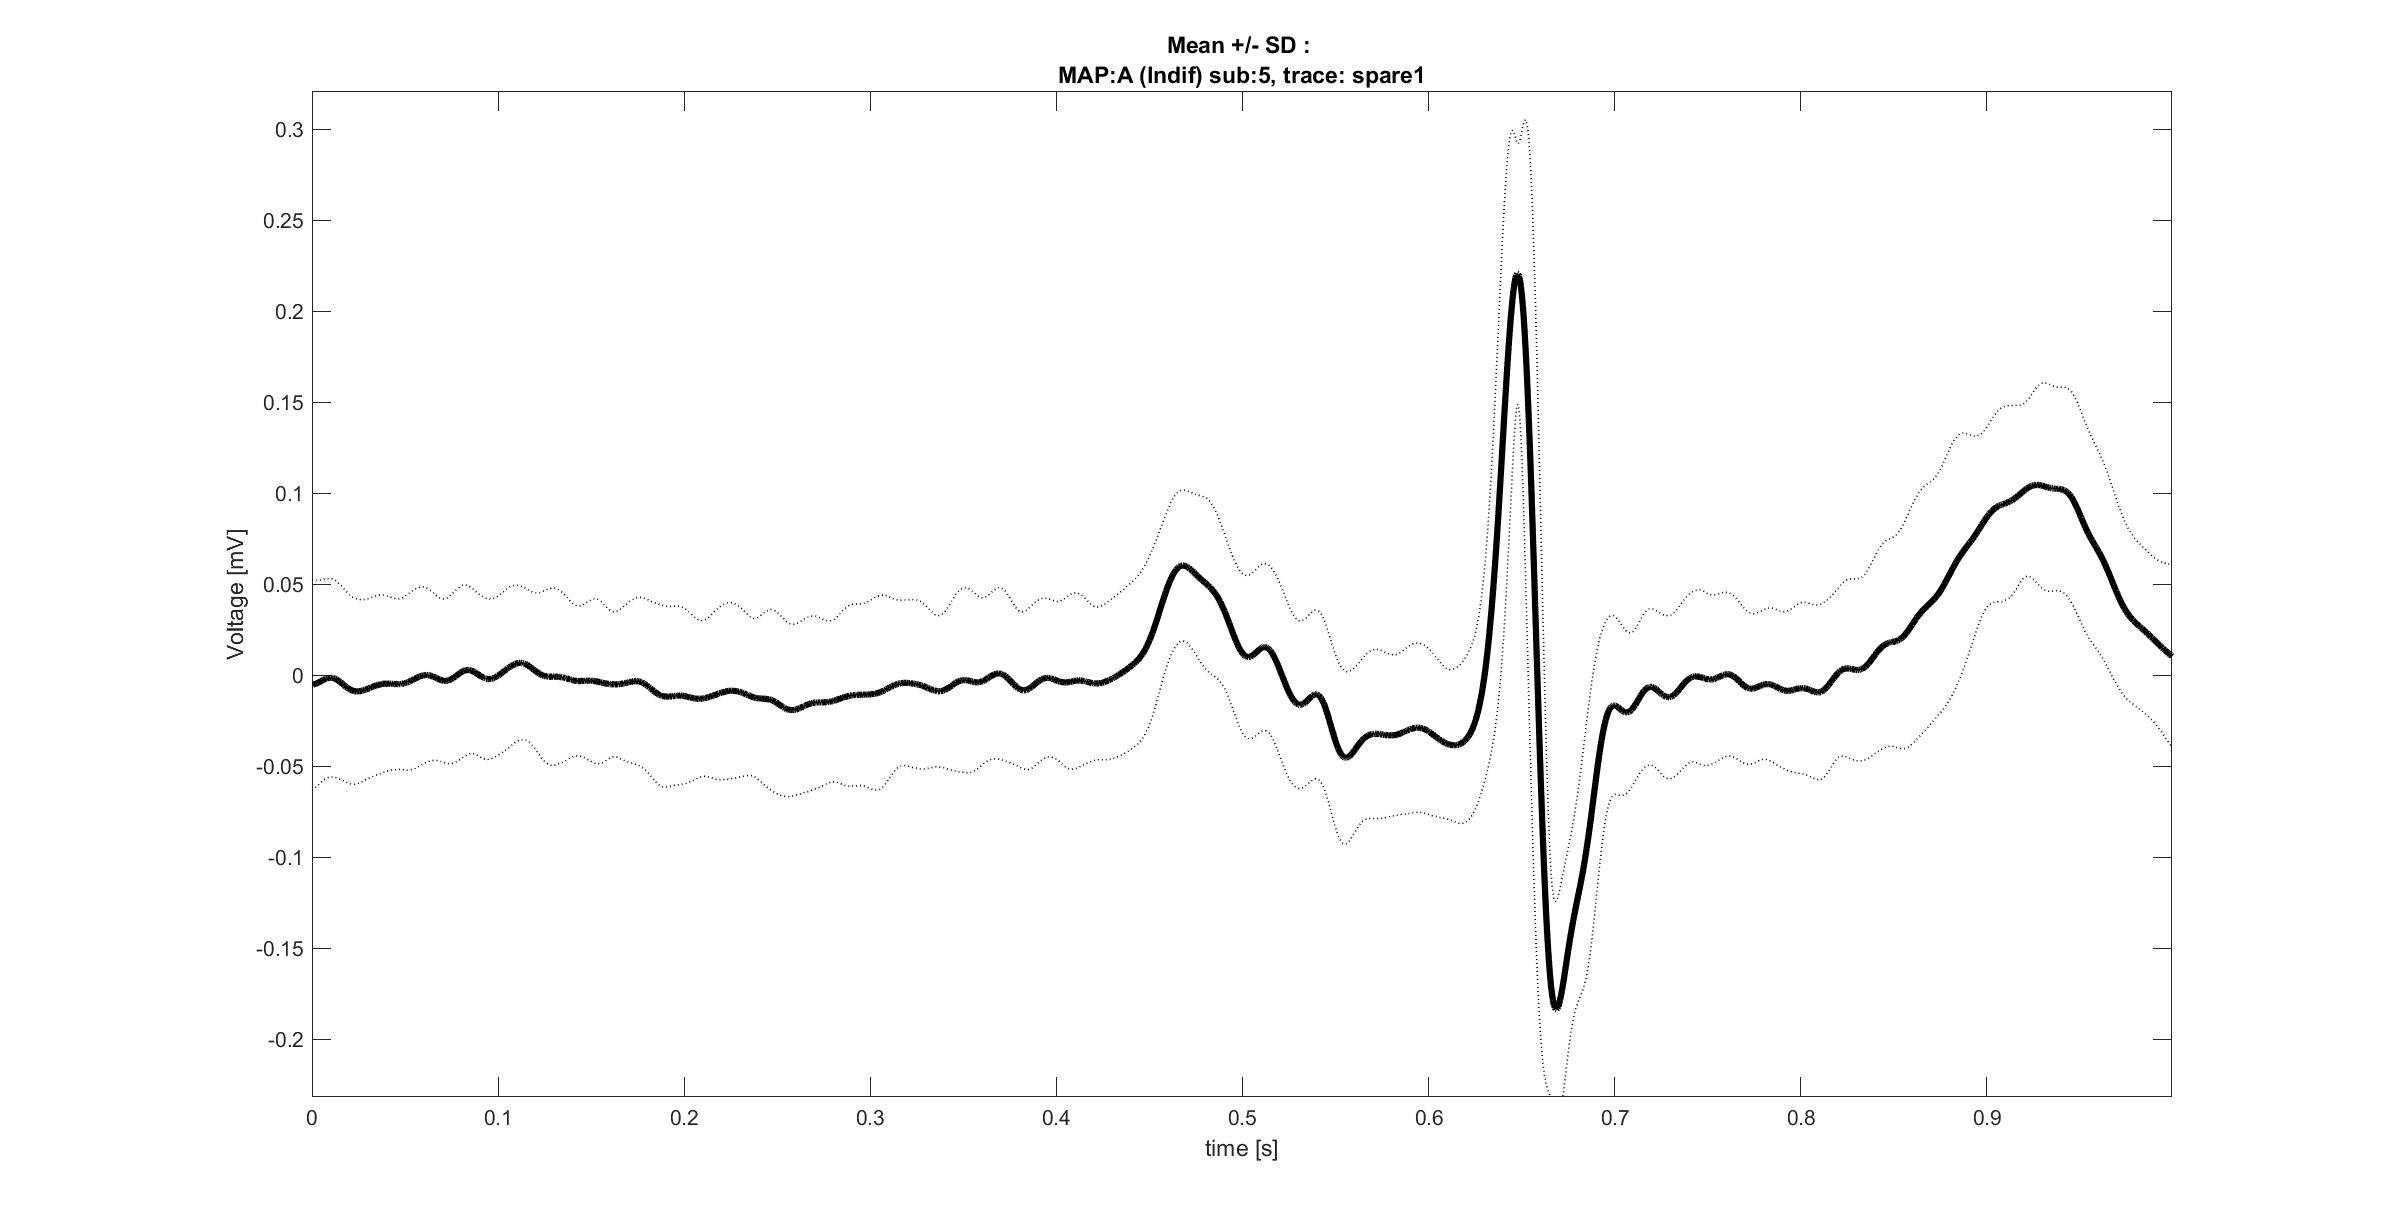 Mean +/- SD :
MAP:A (Indif) sub:5, trace: spare1
Voltage [mV]
0.3
0.25
0.2
0.15
0.1
0.05
0
-0.05
-0.1
-0.15
-0.2
0 0.1 0.2 0.3 0.4 0.5 0.6 0.7 0.8 0.9
time [s]